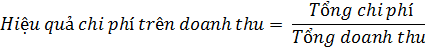 Hiệu quả chi phí trên doanh thu = Tổng chi phí / Tổng doanh thu